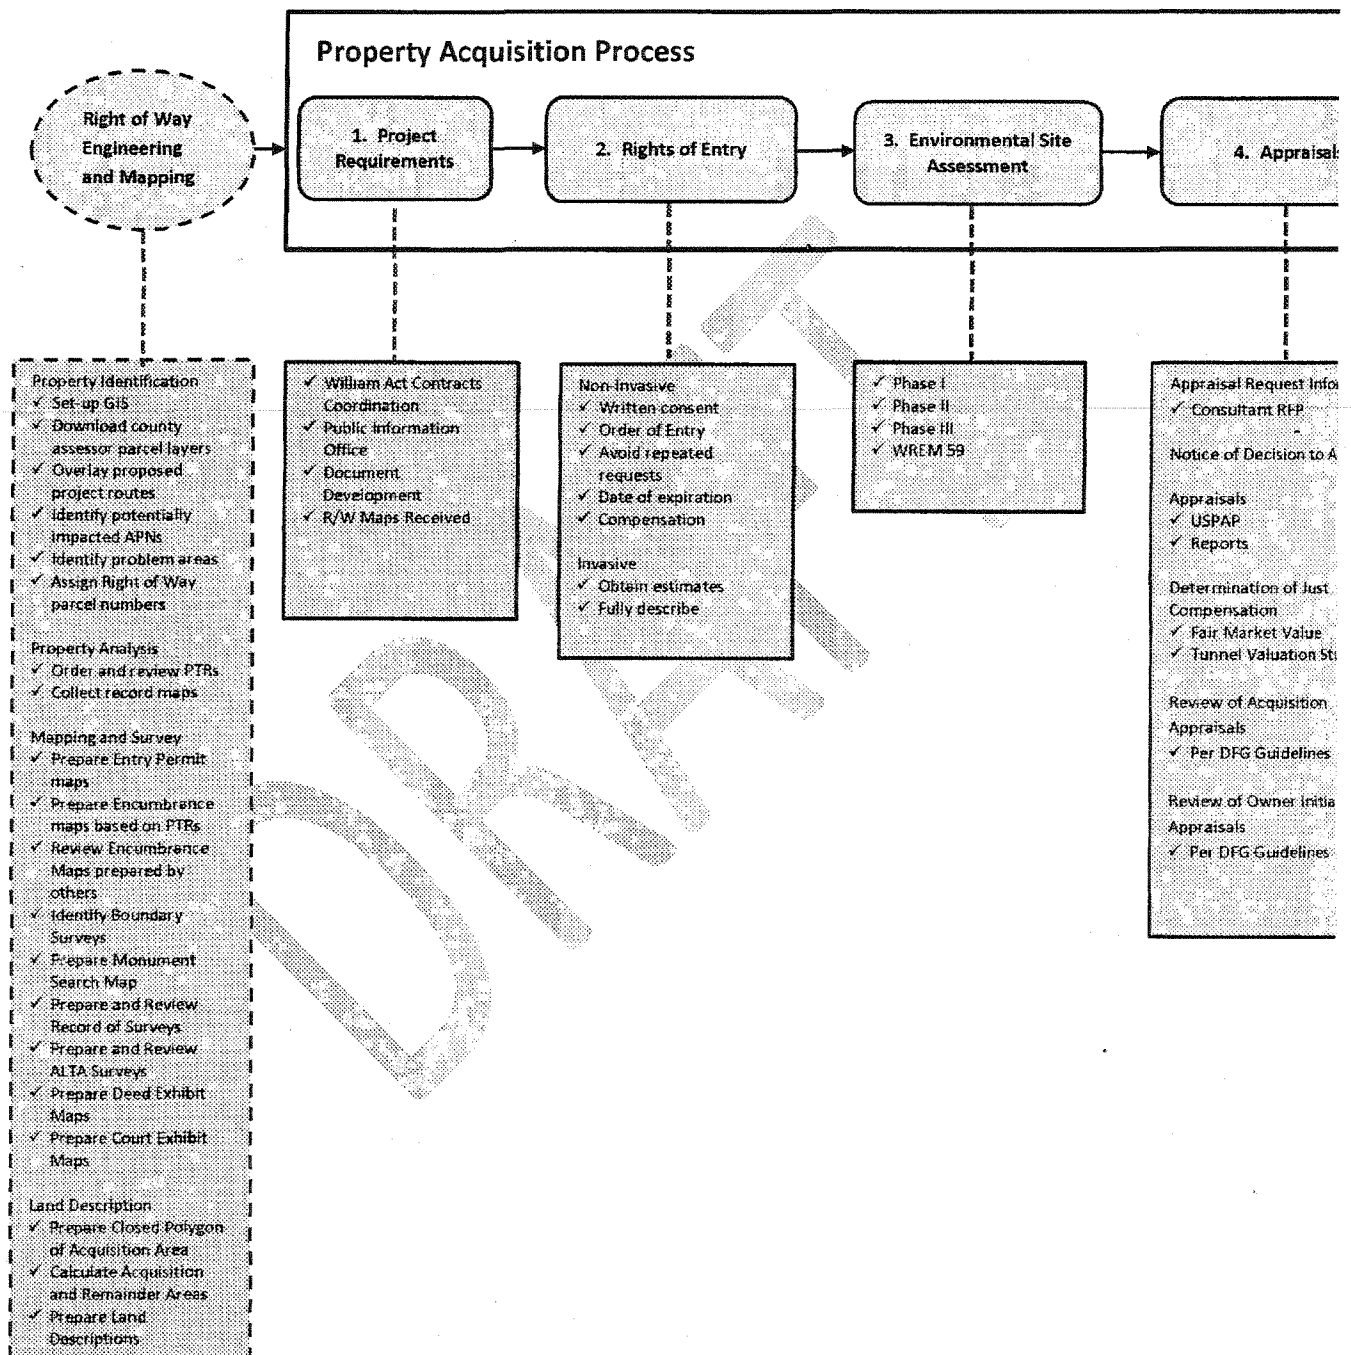 Property Acquisition Process
Right of Way
Engineering
and Mapping
1. Project
Requirements
2. Rights of Entry
3. Environmental Site
Assessment
4. Appraisals
Property Identification
✓ Set-up GIS
✓ Download county
assessor parcel layers
✓ Overlay proposed
project routes
✓ Identify potentially
impacted APNs
✓ Identify problem areas
✓ Assign Right of Way
parcel numbers
Property Analysis
✓ Order and review PTRs
✓ Collect record maps
Mapping and Survey
✓ Prepare Entry Permit
maps
✓ Prepare Encumbrance
maps based on PTRs
✓ Review Encumbrance
Maps prepared by
others
✓ Identify Boundary
Surveys
✓ Prepare Monument
Search Map
✓ Prepare and Review
Record of Surveys
✓ Prepare and Review
ALTA Surveys
✓ Prepare Deed Exhibit
Maps
✓ Prepare Court Exhibit
Maps
Land Description
✓ Prepare Closed Polygon
of Acquisition Area
✓ Calculate Acquisition
and Remainder Areas
✓ Prepare Land
Descriptions
✓ William Act Contracts
Coordination
✓ Public Information
Office
✓ Document
Development
✓ R/W Maps Received
Non-Invasive
✓ Written consent
✓ Order of Entry
✓ Avoid repeated
requests
✓ Date of expiration
✓ Compensation
Invasive
✓ Obtain estimates
✓ Fully describe
✓ Phase I
✓ Phase II
✓ Phase III
✓ WREM 59
Appraisal Request Info
✓ Consultant RFP
Notice of Decision to A
Appraisals
✓ USPAP
✓ Reports
Determination of Just
Compensation
✓ Fair Market Value
✓ Tunnel Valuation St
Review of Acquisition
Appraisals
✓ Per DFG Guidelines
Review of Owner Initia
Appraisals
✓ Per DFG Guidelines
DRAFT